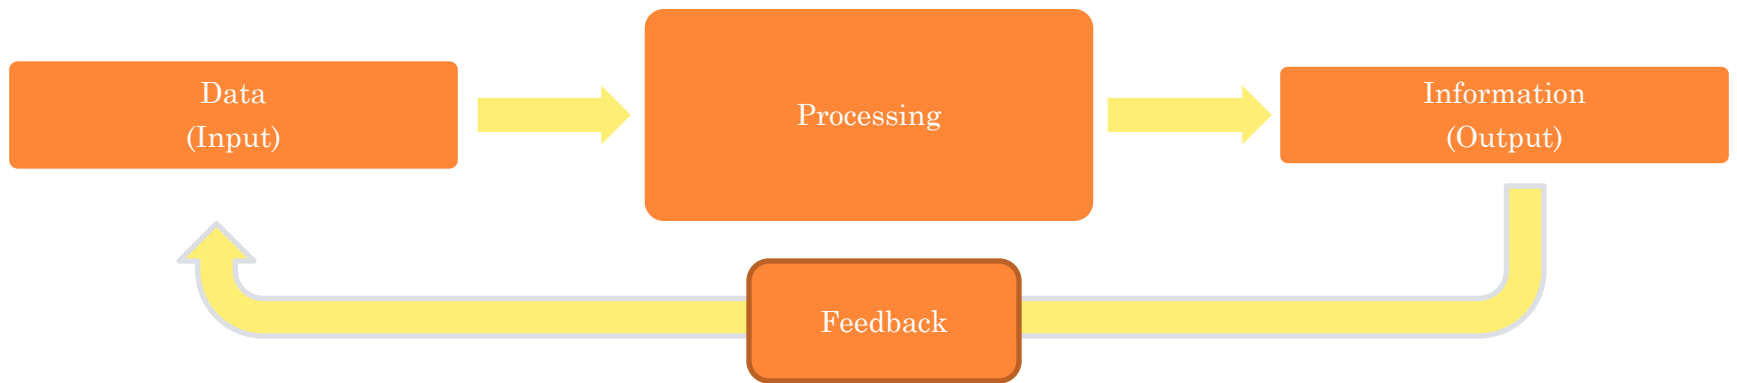 Data
(Input)
Processing
Information
(Output)
Feedback